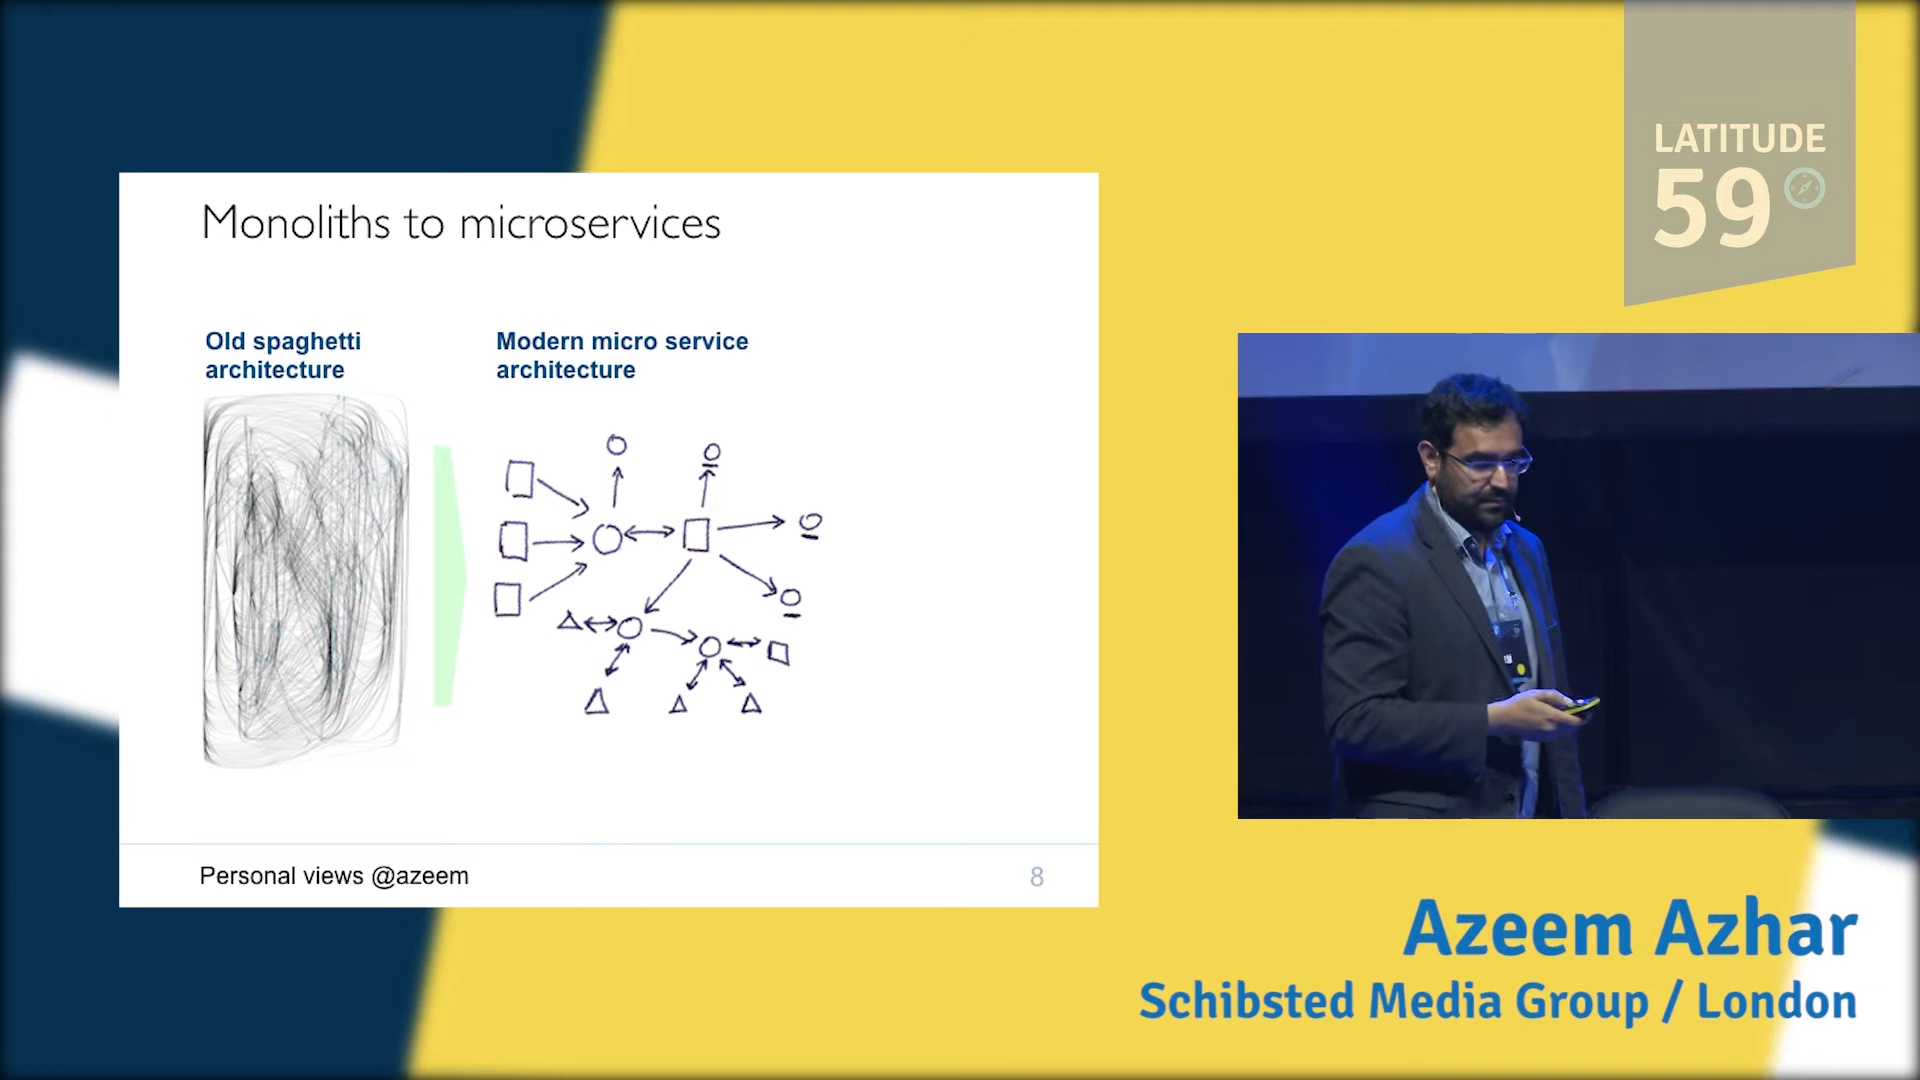 Monoliths to microservices
Old spaghetti
architecture
Modern micro service
architecture
Personal views @azeem
8
LATITUDE
59
Azeem Azhar
Schibsted Media Group / London